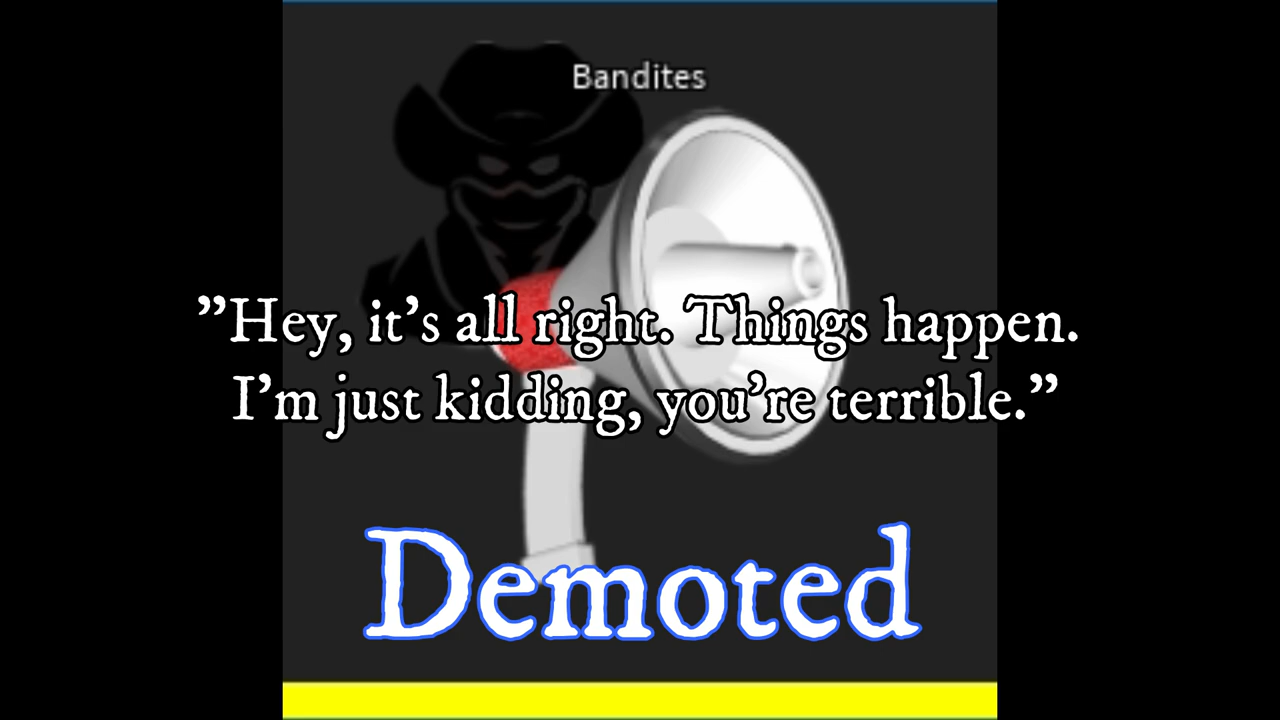 Bandites
”Hey, it’s all right. Things happen.
I’m just kidding, you’re terrible.”
Demoted